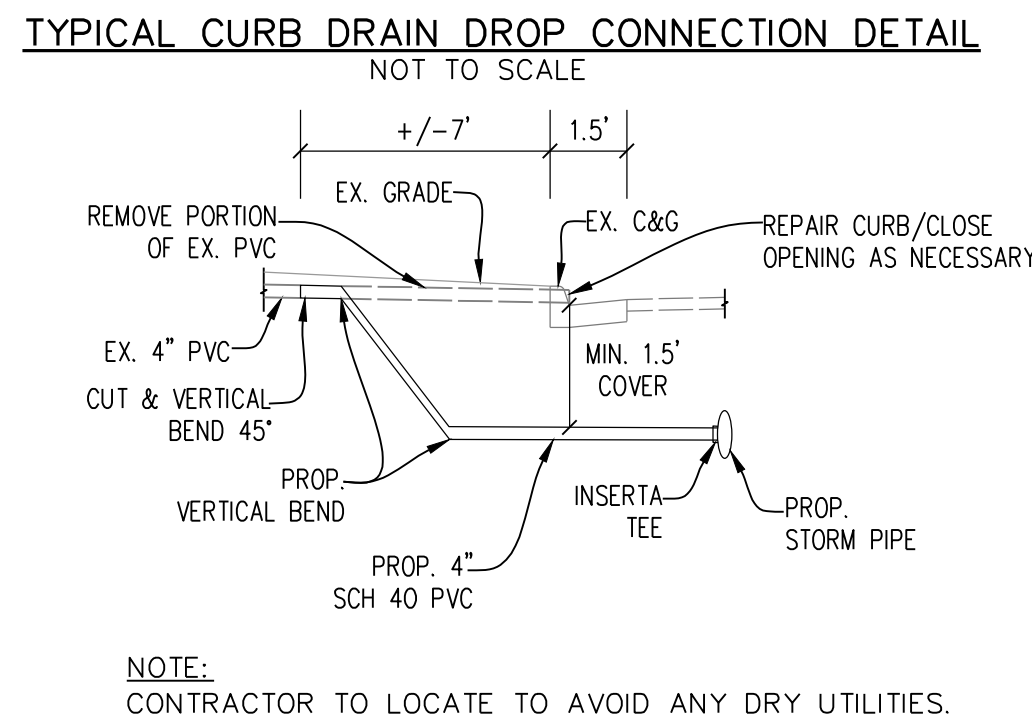 TYPICAL CURB DRAIN DROP CONNECTION DETAIL
NOT TO SCALE
+/-7'
1.5'
EX. GRADE
REMOVE PORTION
OF EX. PVC
EX. C&G
REPAIR CURB/CLOSE
OPENING AS NECESSARY
EX. 4" PVC
CUT & VERTICAL
BEND 45°
MIN. 1.5'
COVER
PROP.
VERTICAL BEND
INSERTA
TEE
PROP.
STORM PIPE
PROP. 4"
SCH 40 PVC
NOTE:
CONTRACTOR TO LOCATE TO AVOID ANY DRY UTILITIES.